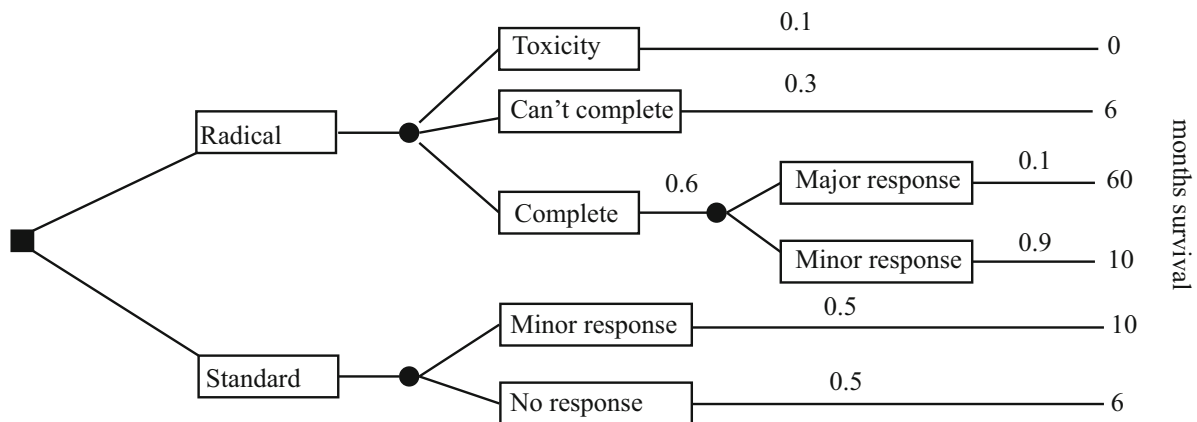 Toxicity 0.1 0
Can't complete 0.3 6
Radical
Complete 0.6
Major response 0.1 60
Minor response 0.9 10
Minor response 0.5 10
Standard
No response 0.5 6
months survival